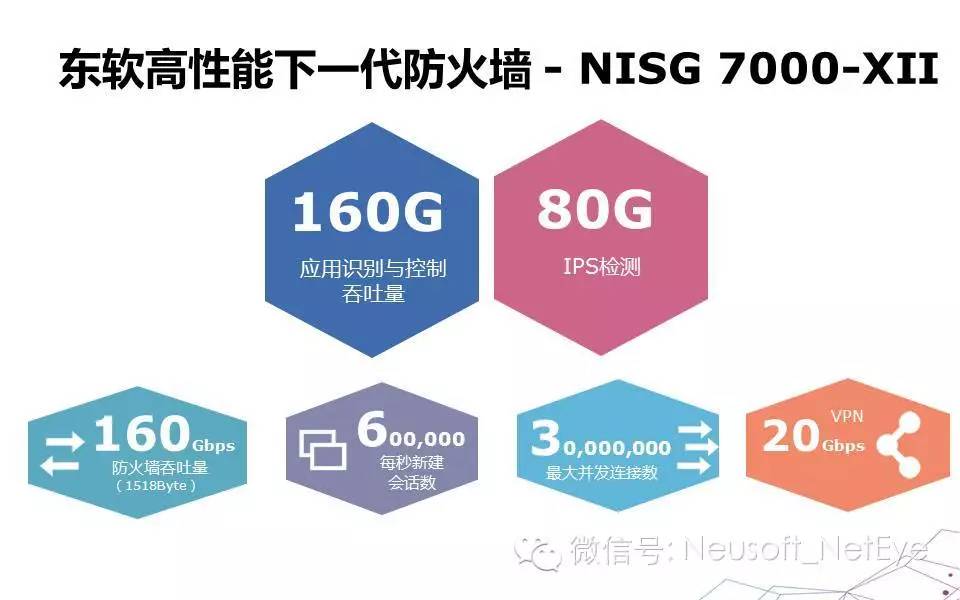 东软高性能下一代防火墙 - NISG 7000-XII
160G
应用识别与控制
吞吐量
80G
IPS检测
160Gbps
防火墙吞吐量
（1518Byte）
600,000
每秒新建
会话数
30,000,000
最大并发连接数
VPN
20Gbps
微信号: Neusoft_NetEye